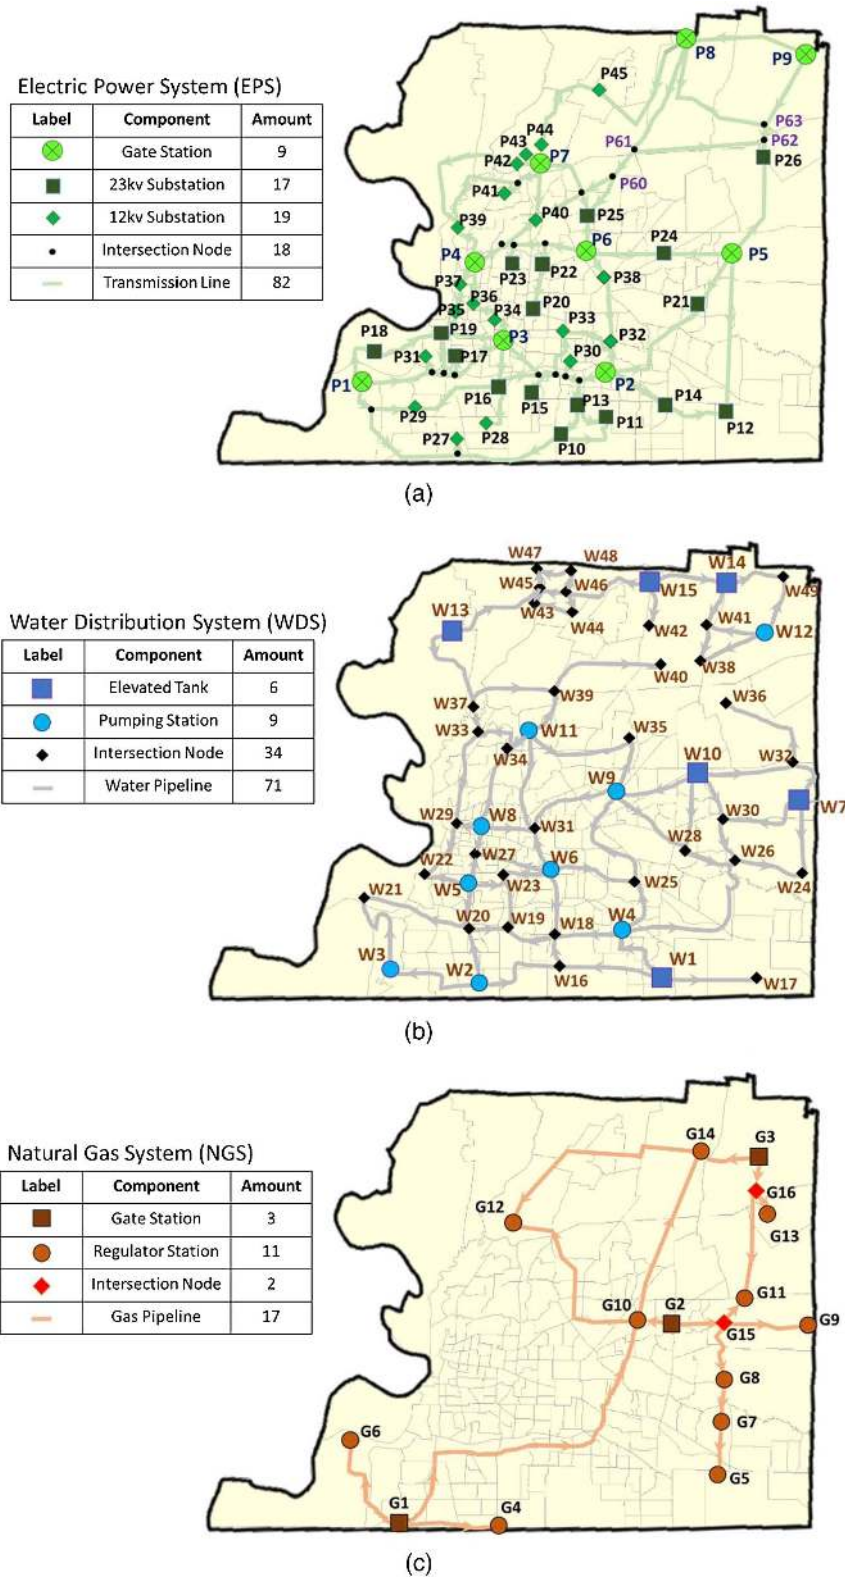 Electric Power System (EPS)
Label Component Amount
Gate Station 9
23kv Substation 17
12kv Substation 19
Intersection Node 18
Transmission Line 82
P8
P9
P45
P63
P62
P26
P61
P44
P43
P42
P7
P60
P41
P40
P25
P39
P6
P24
P5
P4
P23
P22
P38
P37
P36
P35
P34
P20
P21
P33
P32
P18
P19
P3
P31
P17
P30
P1
P2
P16
P15
P13
P14
P29
P11
P12
P27
P28
P10
(a)
Water Distribution System (WDS)
Label Component Amount
Elevated Tank 6
Pumping Station 9
Intersection Node 34
Water Pipeline 71
W47
W48
W14
W45
W46
W15
W49
W13
W43
W44
W42
W41
W12
W40
W38
W37
W39
W36
W33
W11
W35
W34
W10
W32
W9
W7
W29
W8
W31
W30
W22
W27
W6
W28
W26
W21
W5
W23
W25
W24
W20
W19
W18
W4
W3
W2
W16
W1
W17
(b)
Natural Gas System (NGS)
Label Component Amount
Gate Station 3
Regulator Station 11
Intersection Node 2
Gas Pipeline 17
G14
G3
G16
G12
G13
G11
G10
G2
G15
G9
G8
G7
G6
G5
G1
G4
(c)